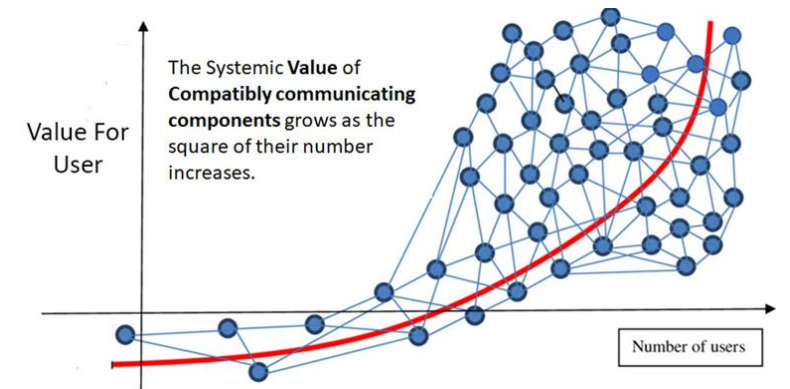 The Systemic Value of
Compatibly communicating
components grows as the
square of their number
increases.
Value For
User
Number of users